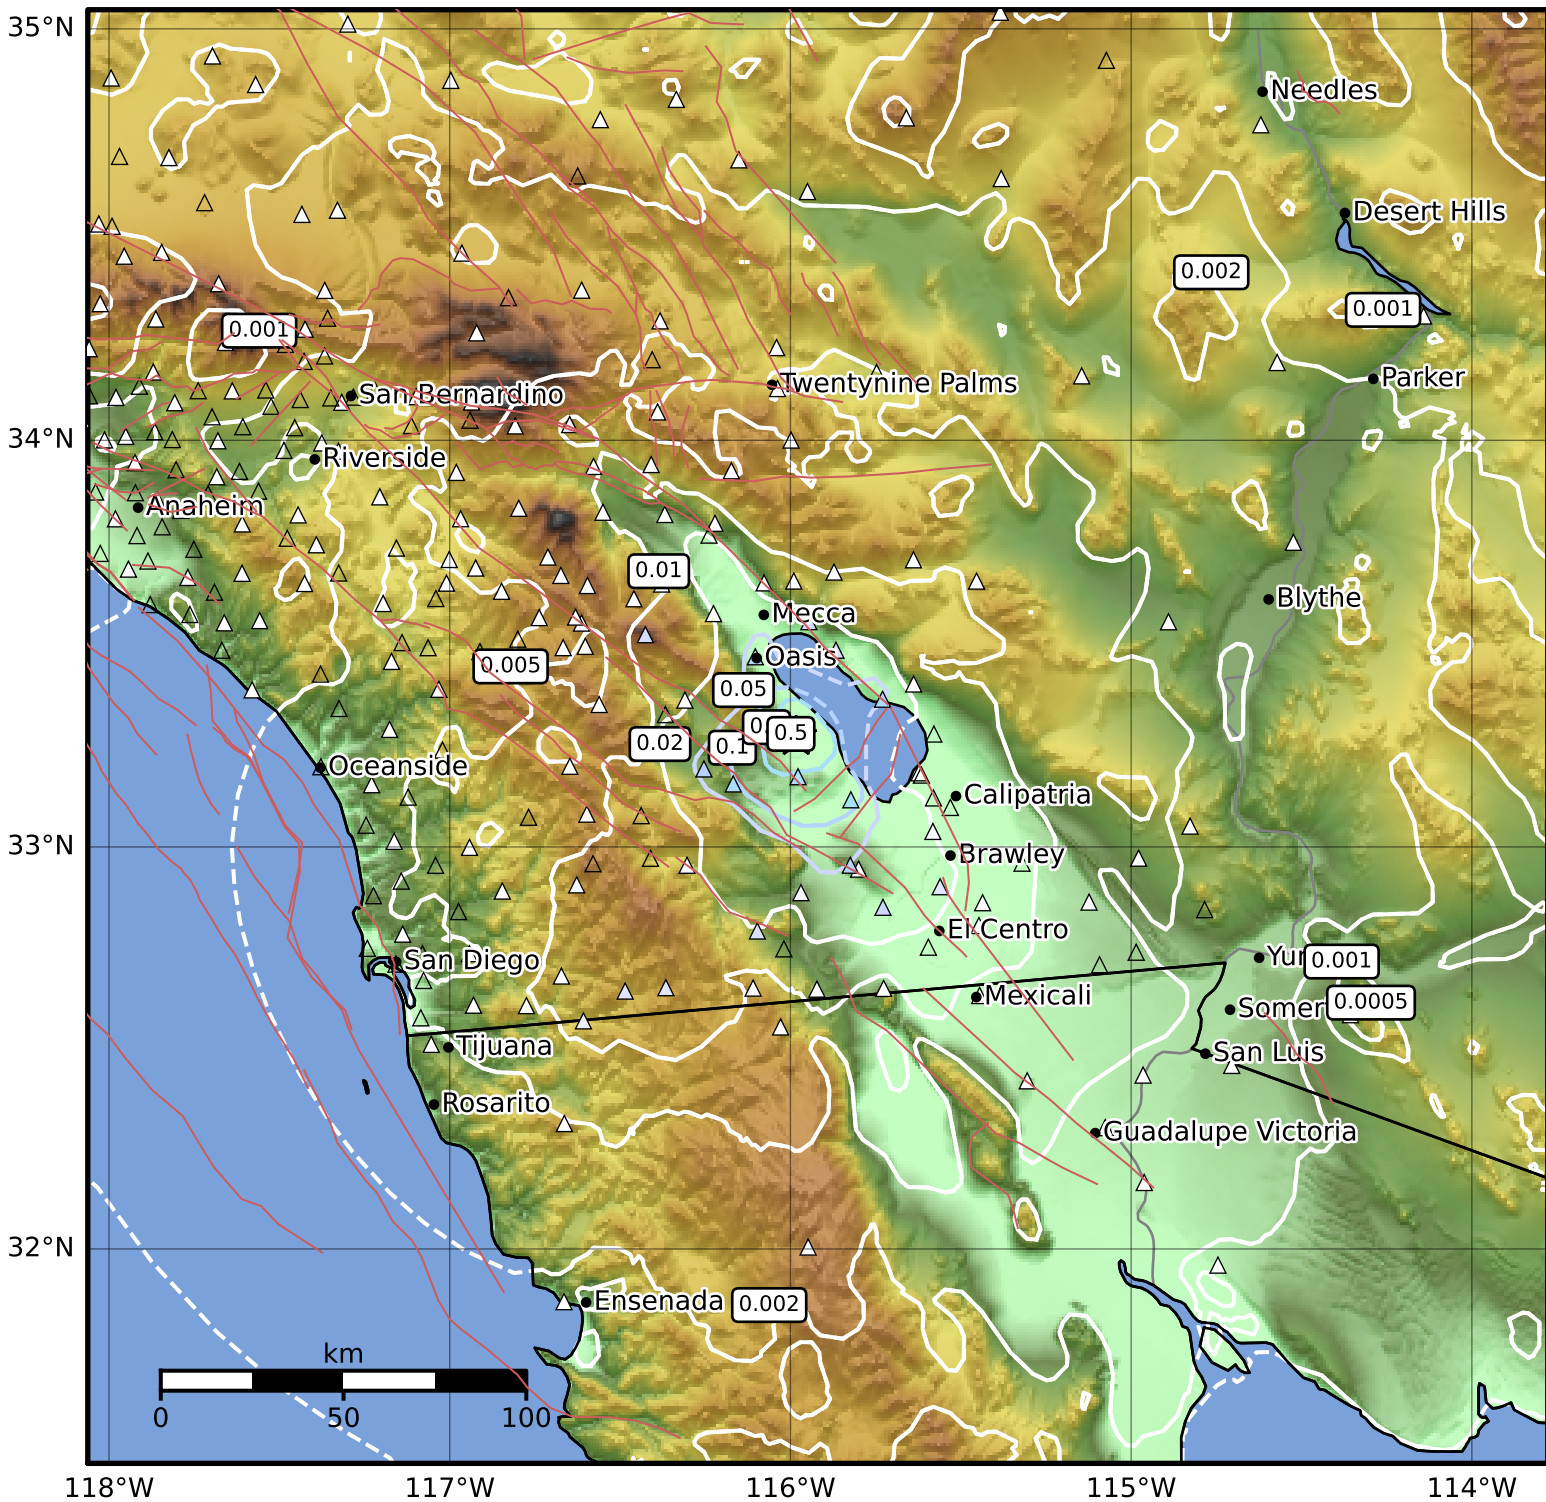 35°N
Needles
Desert Hills
0.002
0.001
0.001
Parker
San Bernardino
Twentynine Palms
34°N
Riverside
Anaheim
0.01
Blythe
Mecca
Oasis
0.005
0.05
0.5
0.02
0.1
Oceanside
Calipatria
33°N
Brawley
El Centro
San Diego
0.001
Mexicali
0.0005
Tijuana
San Luis
Rosarito
Guadalupe Victoria
32°N
Ensenada
0.002
km
0 50 100
118°W 117°W 116°W 115°W 114°W